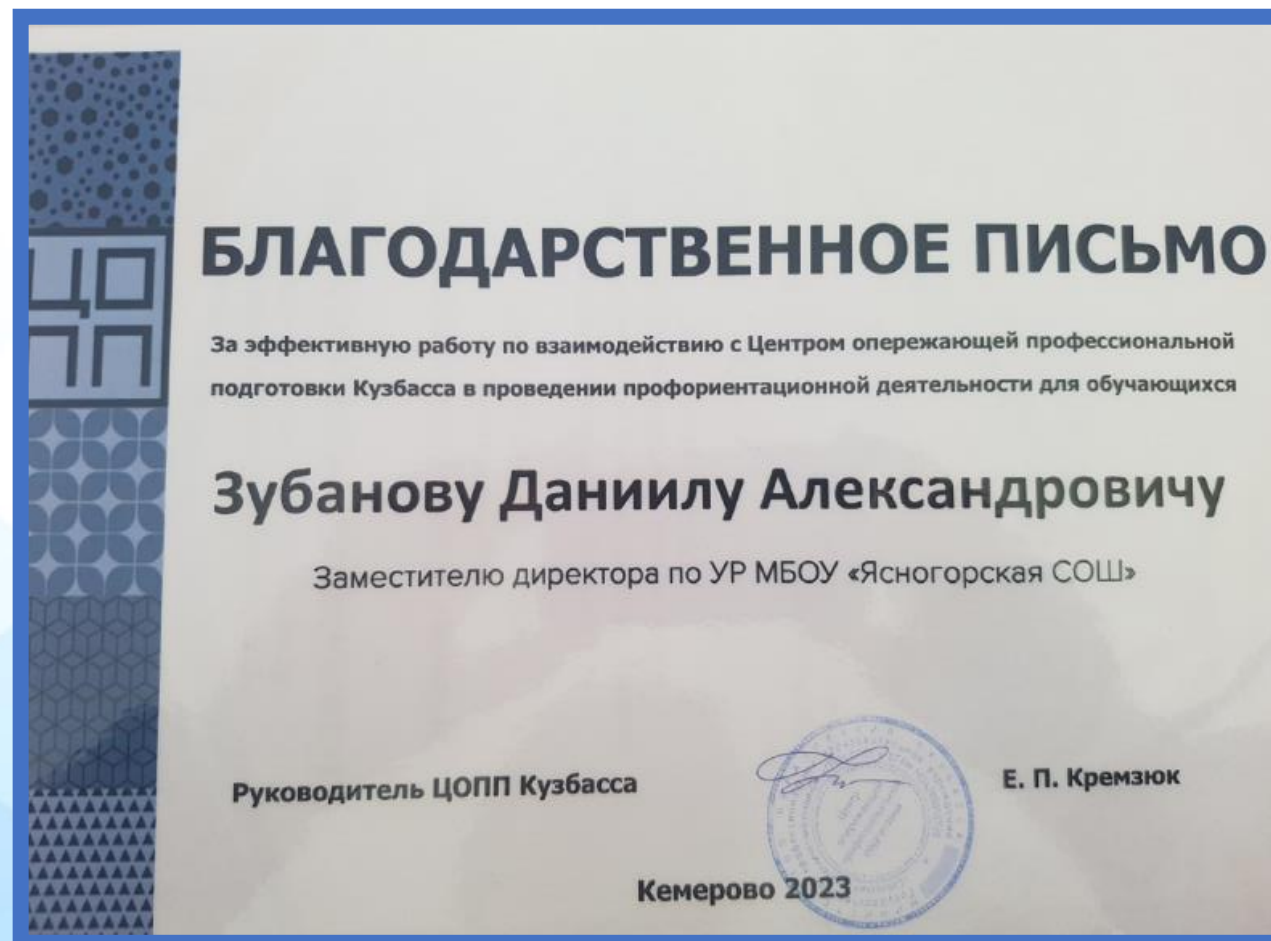 ЦО
ПП
БЛАГОДАРСТВЕННОЕ ПИСЬМО
За эффективную работу по взаимодействию с Центром опережающей профессиональной
подготовки Кузбасса в проведении профориентационной деятельности для обучающихся
Зубанову Даниилу Александровичу
Заместителю директора по УР МБОУ «Ясногорская СОШ»
Руководитель ЦОПП Кузбасса
Е. П. Кремзюк
Кемерово 2023